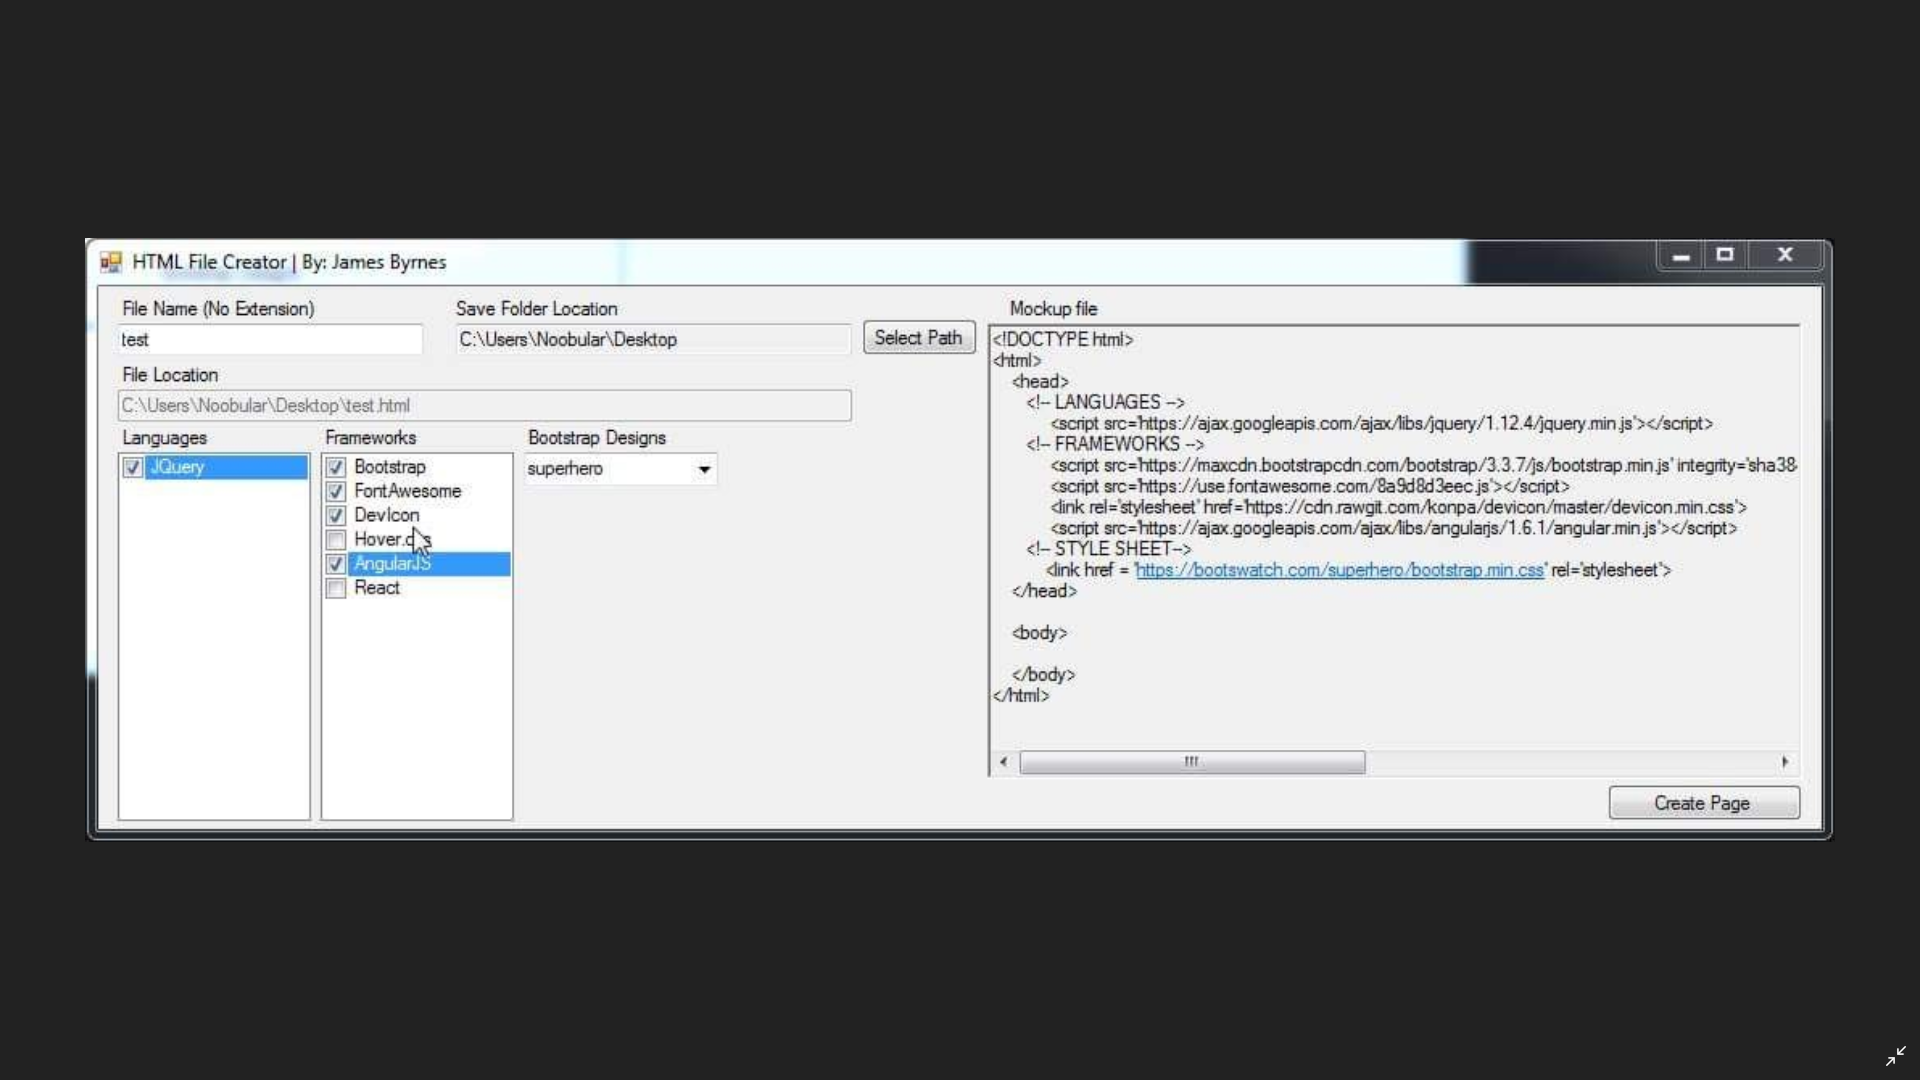 HTML File Creator | By: James Byrnes
File Name (No Extension)
test
Save Folder Location
C:\Users\Noobular\Desktop
Select Path
File Location
C:\Users\Noobular\Desktop\test.html
Languages
JQuery
Frameworks
Bootstrap
FontAwesome
DevIcon
AngularJS
React
Bootstrap Designs
superhero
Mockup file
<!DOCTYPE html>
<html>
<head>
<!-- LANGUAGES -->
<script src='https://ajax.googleapis.com/ajax/libs/jquery/1.12.4/jquery.min.js'></script>
<!-- FRAMEWORKS -->
<script src='https://maxcdn.bootstrapcdn.com/bootstrap/3.3.7/js/bootstrap.min.js' integrity='sha38
<script src='https://use.fontawesome.com/8a9d8d3eec.js'></script>
<link rel='stylesheet' href='https://cdn.rawgit.com/konpa/devicon/master/devicon.min.css'>
<script src='https://ajax.googleapis.com/ajax/libs/angularjs/1.6.1/angular.min.js'></script>
<!-- STYLE SHEET-->
<link href = 'https://bootswatch.com/superhero/bootstrap.min.css' rel='stylesheet'>
</head>
<body>
</body>
</html>
Create Page